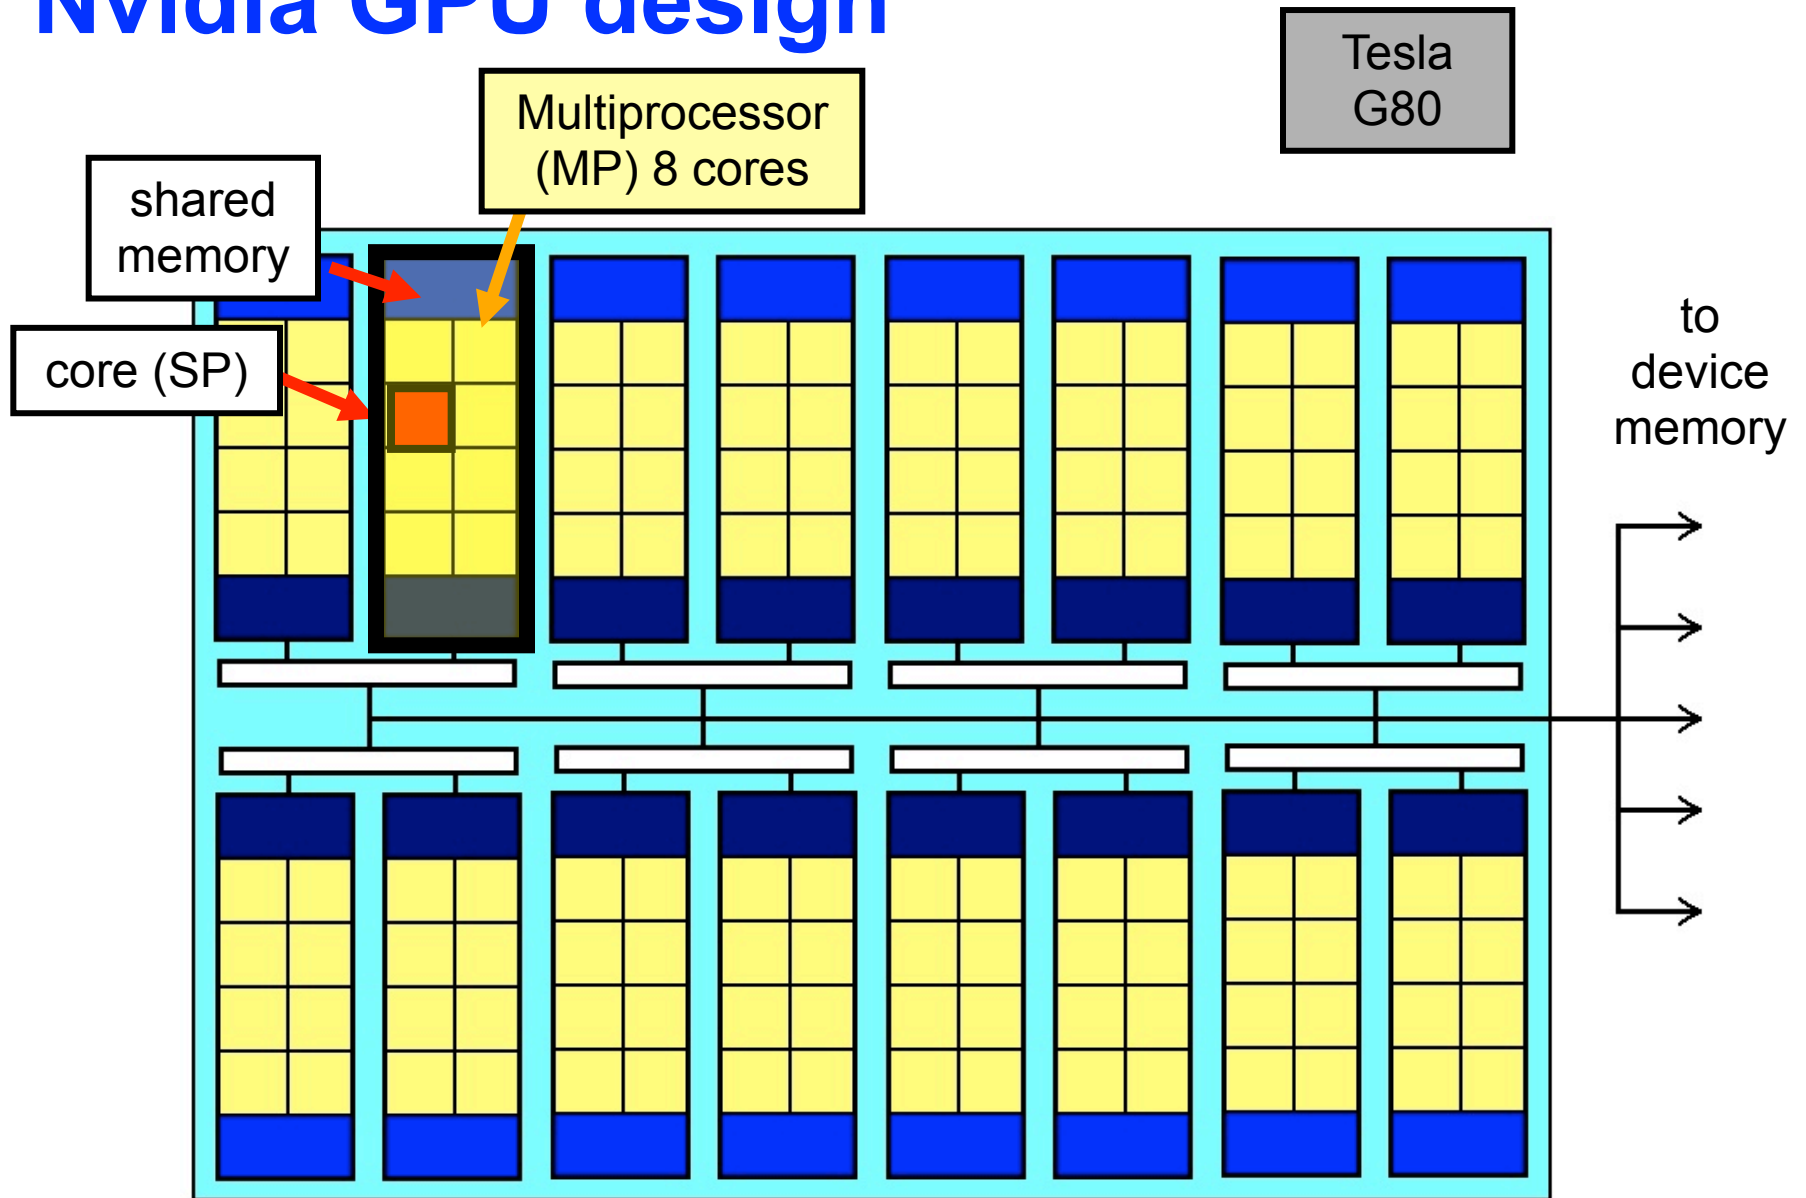 Nvidia GPU design
Tesla
G80
Multiprocessor
(MP) 8 cores
shared
memory
core (SP)
to
device
memory